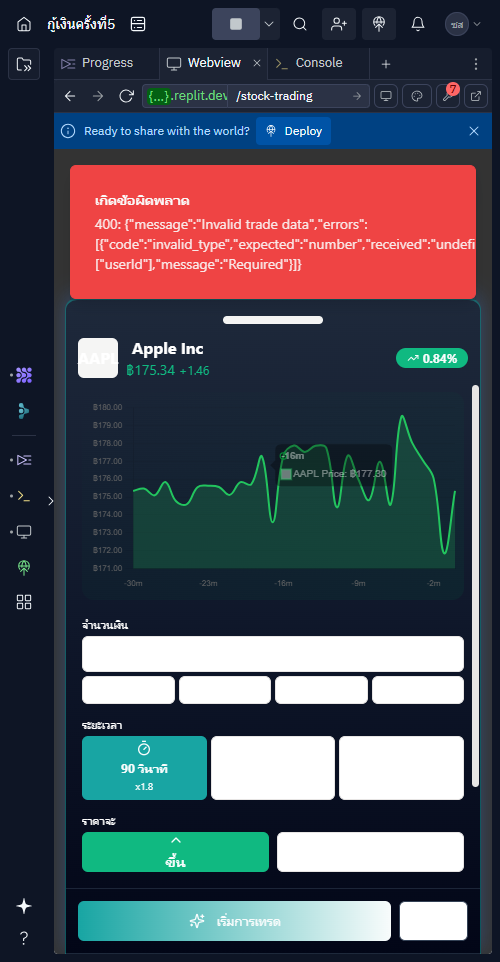 กู้เงินครั้งที่5
ชส
Progress
Webview
Console
{...}.replit.dev
/stock-trading
7
Ready to share with the world?
Deploy
เกิดข้อผิดพลาด
400: {"message":"Invalid trade data","errors":
[{"code":"invalid_type","expected":"number","received":"undefi
["userId"],"message":"Required"}]}
AAPL
Apple Inc
฿175.34 +1.46
0.84%
฿180.00
฿179.00
฿178.00
฿177.00
฿176.00
฿175.00
฿174.00
฿173.00
฿172.00
฿171.00
-16m
AAPL Price: ฿177.30
-30m
-23m
-16m
-9m
-2m
จำนวนเงิน
ระยะเวลา
90 วินาที
x1.8
ราคาจะ
ขึ้น
เริ่มการเทรด